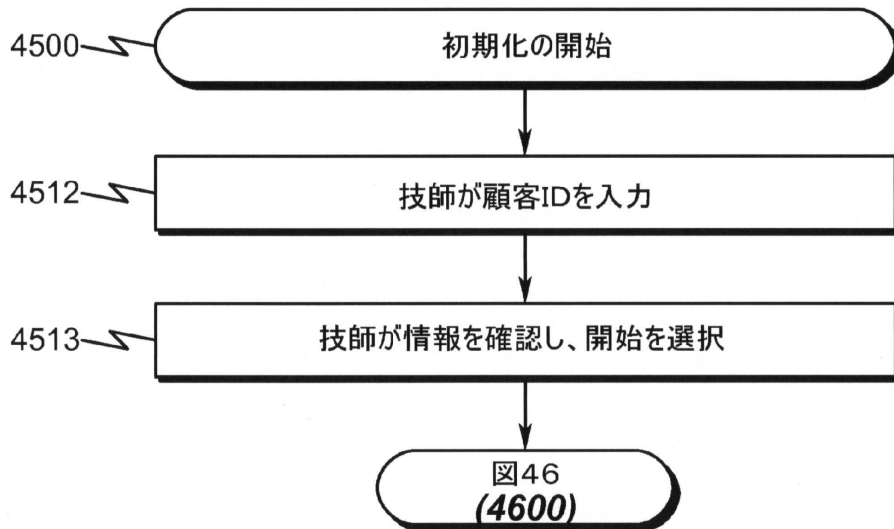 4500
初期化の開始
4512
技師が顧客IDを入力
4513
技師が情報を確認し、開始を選択
図46
(4600)